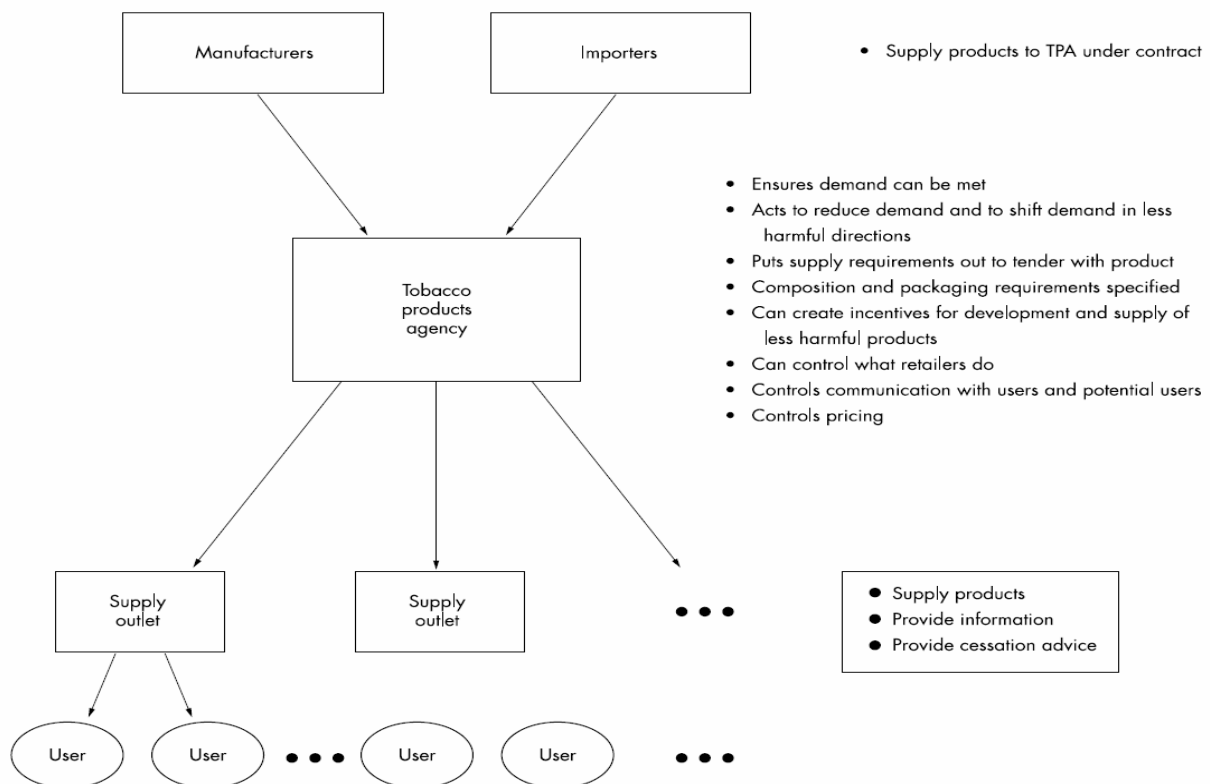 Manufacturers
Importers
• Supply products to TPA under contract
• Ensures demand can be met
• Acts to reduce demand and to shift demand in less
harmful directions
• Puts supply requirements out to tender with product
• Composition and packaging requirements specified
• Can create incentives for development and supply of
less harmful products
• Can control what retailers do
• Controls communication with users and potential users
• Controls pricing
Tobacco
products
agency
Supply
outlet
Supply
outlet
• • •
• Supply products
• Provide information
• Provide cessation advice
User
User
• • •
User
User
• • •